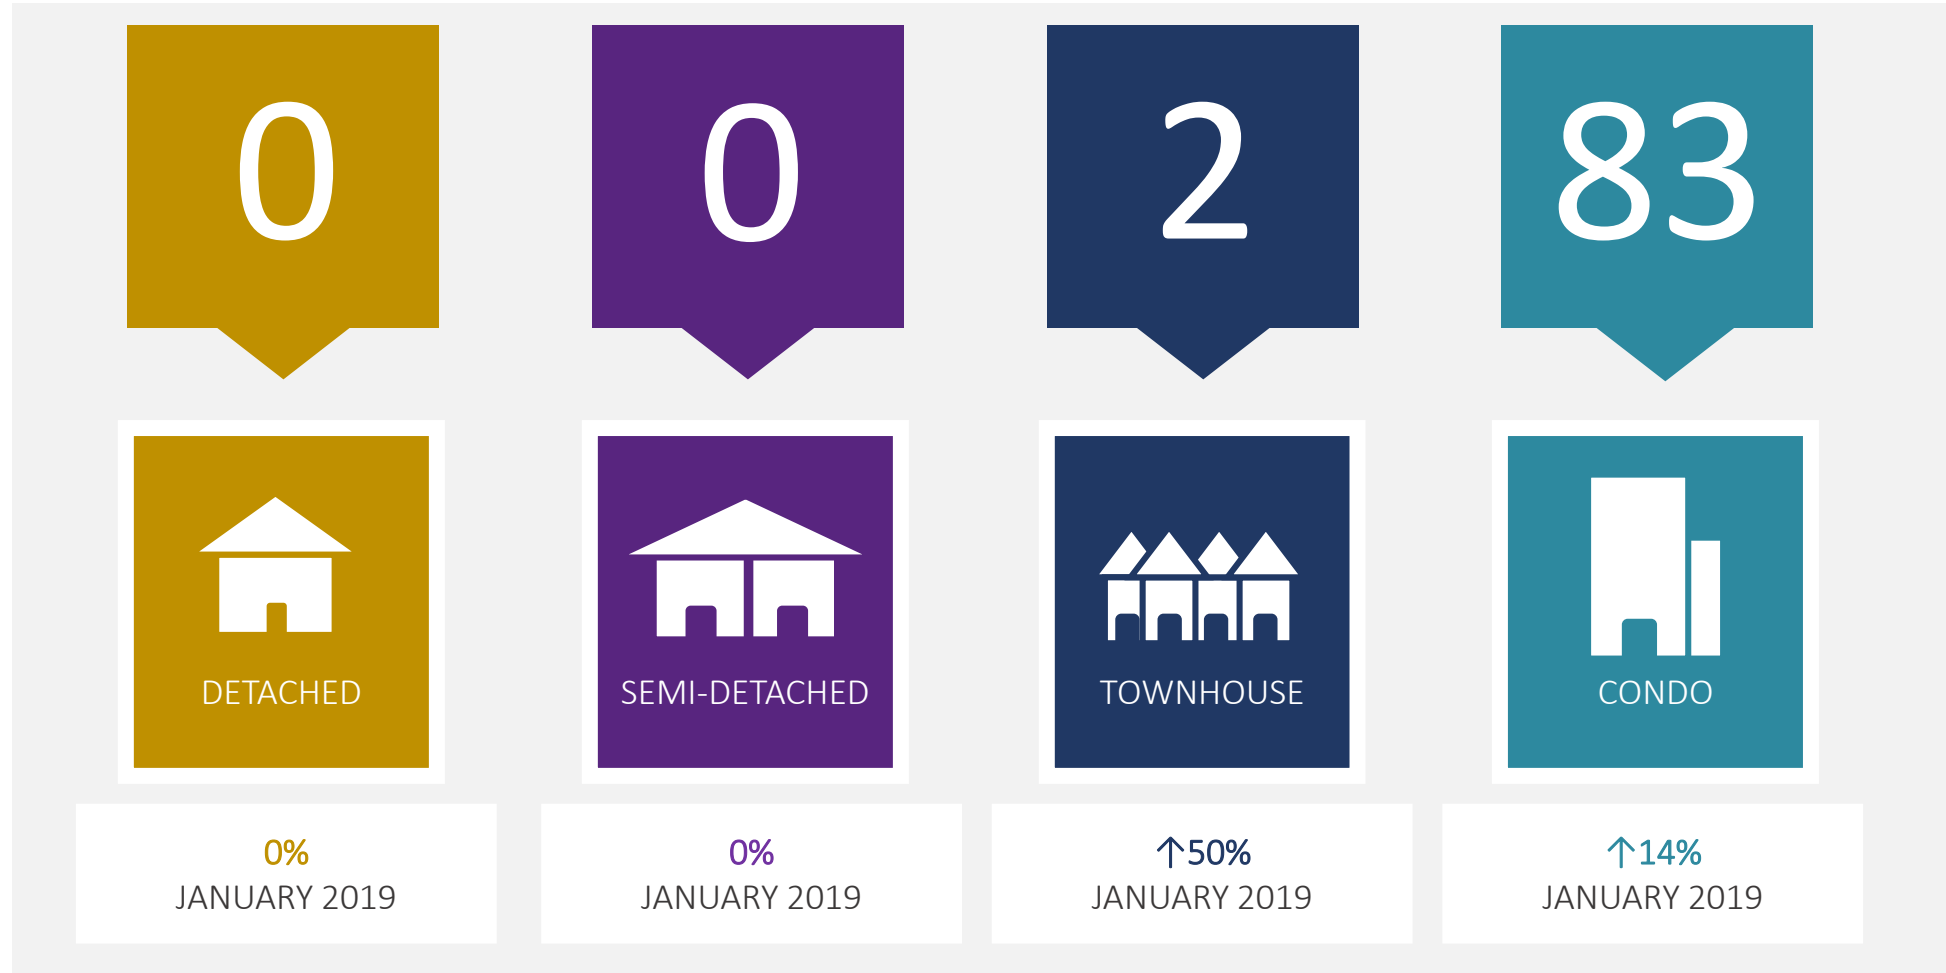 0
0
2
83
DETACHED
SEMI-DETACHED
TOWNHOUSE
CONDO
0%
JANUARY 2019
0%
JANUARY 2019
↑50%
JANUARY 2019
↑14%
JANUARY 2019